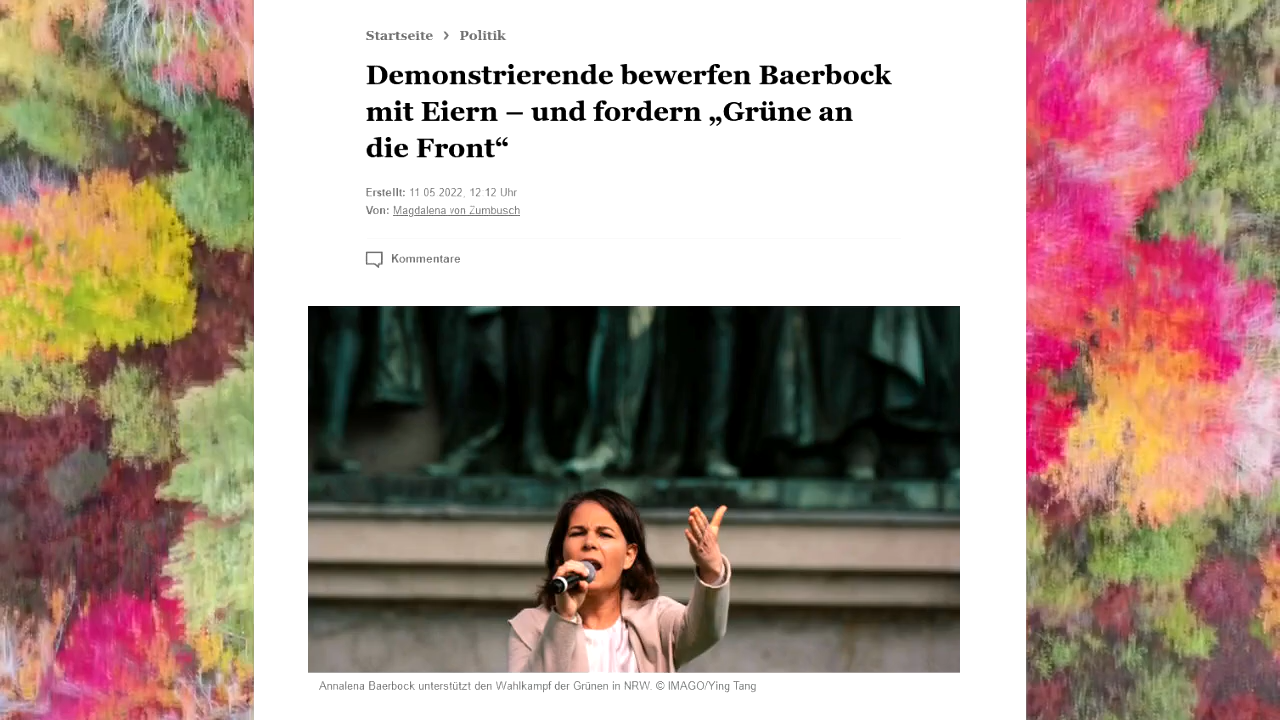 Startseite > Politik
Demonstrierende bewerfen Baerbock
mit Eiern – und fordern „Grüne an
die Front“
Erstellt: 11.05.2022, 12:12 Uhr
Von: Magdalena von Zumbusch
Kommentare
Annalena Baerbock unterstützt den Wahlkampf der Grünen in NRW. © IMAGO/Ying Tang